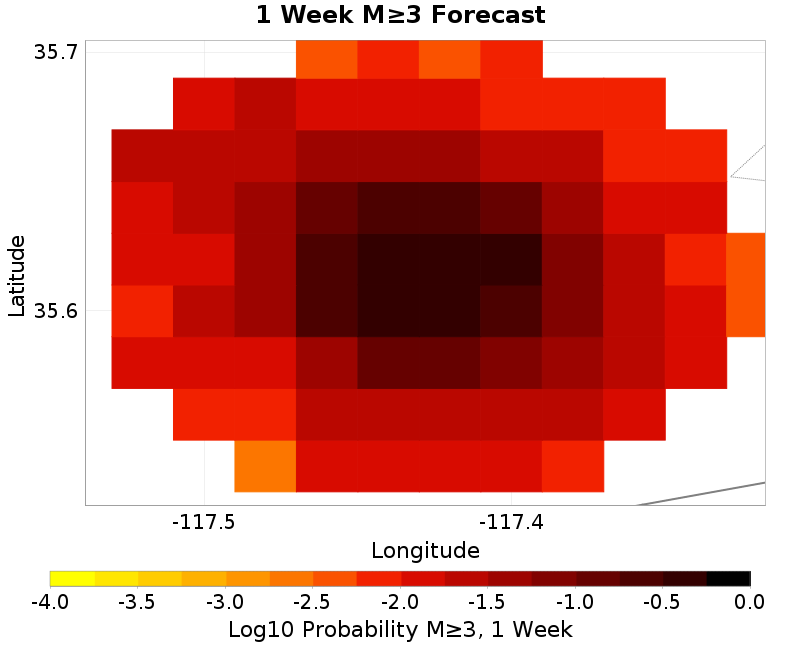 1 Week M≥3 Forecast
35.7
35.6
Latitude
-117.5 -117.4
Longitude
-4.0 -3.5 -3.0 -2.5 -2.0 -1.5 -1.0 -0.5 0.0
Log10 Probability M≥3, 1 Week